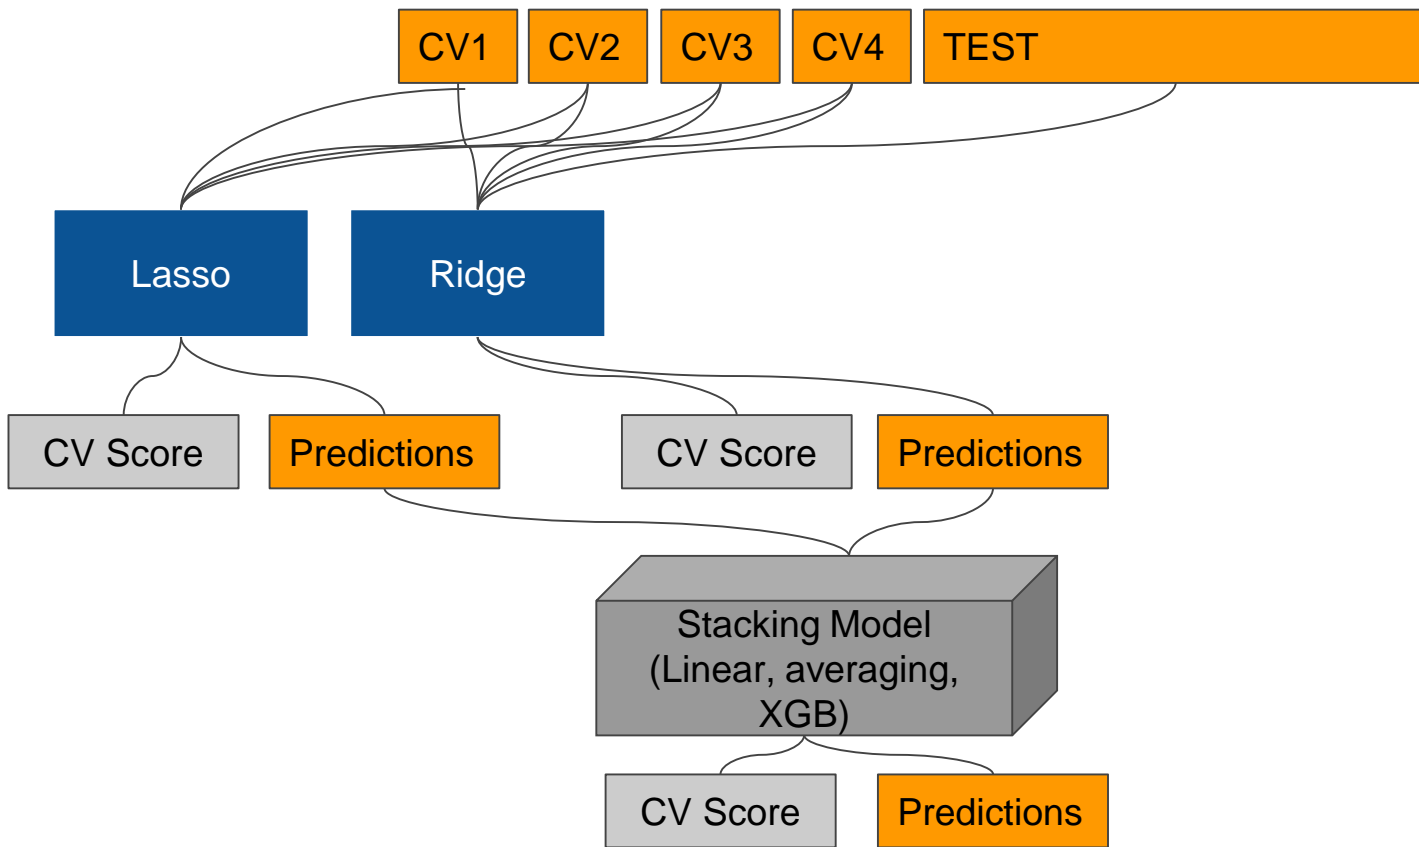 CV1
CV2
CV3
CV4
TEST
Lasso
Ridge
CV Score
Predictions
CV Score
Predictions
Stacking Model
(Linear, averaging,
XGB)
CV Score
Predictions